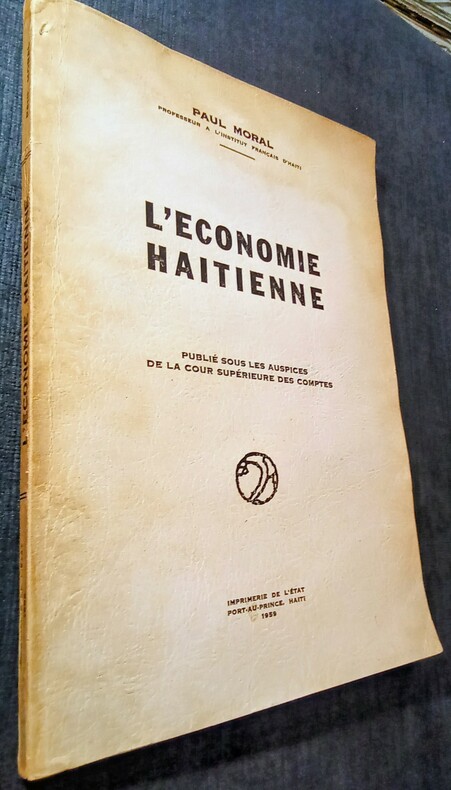 PAUL MORAL
PROFESSEUR A L'INSTITUT FRANÇAIS D'HAITI
L'ECONOMIE
HAITIENNE
PUBLIÉ SOUS LES AUSPICES
DE LA COUR SUPÉRIEURE DES COMPTES
IMPRIMERIE DE L'ÉTAT
PORT-AU-PRINCE, HAITI
1959
L'ECONOMIE HAITIENNE